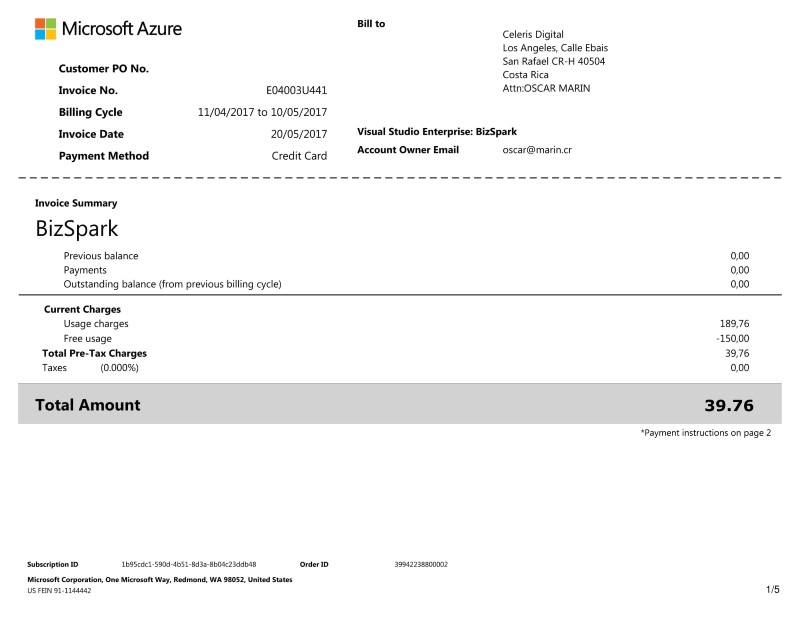 Microsoft Azure
Customer PO No.
Invoice No. E04003U441
Billing Cycle 11/04/2017 to 10/05/2017
Invoice Date 20/05/2017
Payment Method Credit Card
Bill to
Celeris Digital
Los Angeles, Calle Ebais
San Rafael CR-H 40504
Costa Rica
Attn:OSCAR MARIN
Visual Studio Enterprise: BizSpark
Account Owner Email oscar@marin.cr
Invoice Summary
BizSpark
Previous balance 0,00
Payments 0,00
Outstanding balance (from previous billing cycle) 0,00
Current Charges
Usage charges 189,76
Free usage -150,00
Total Pre-Tax Charges 39,76
Taxes (0.000%) 0,00
Total Amount 39.76
*Payment instructions on page 2
Subscription ID 1b95cdc1-590d-4b51-8d3a-8b04c23ddb48 Order ID 39942238800002
Microsoft Corporation, One Microsoft Way, Redmond, WA 98052, United States
US FEIN 91-1144442
1/5